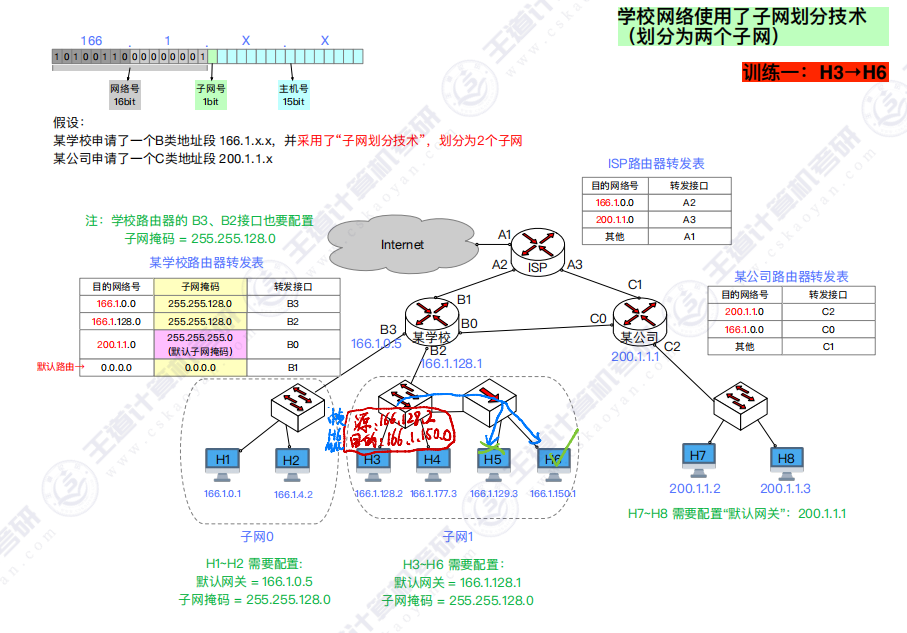 学校网络使用了子网划分技术
（划分为两个子网）
训练一：H3→H6
166 . 1 . X . X
1 0 1 0 0 1 1 0 0 0 0 0 0 0 0 1
网络号
16bit
子网号
1bit
主机号
15bit
假设：
某学校申请了一个B类地址段 166.1.x.x，并采用了“子网划分技术”，划分为2个子网
某公司申请了一个C类地址段 200.1.1.x
ISP路由器转发表
目的网络号 转发接口
166.1.0.0 A2
200.1.1.0 A3
其他 A1
注：学校路由器的 B3、B2接口也要配置
子网掩码 = 255.255.128.0
某学校路由器转发表
目的网络号 子网掩码 转发接口
166.1.0.0 255.255.128.0 B3
166.1.128.0 255.255.128.0 B2
200.1.1.0 255.255.255.0 (默认子网掩码) B0
默认路由→ 0.0.0.0 0.0.0.0 B1
Internet
A1
ISP
A2
A3
B1
B0
某学校
B3
166.1.0.5
B2
166.1.128.1
C1
C0
某公司
200.1.1.1
C2
某公司路由器转发表
目的网络号 转发接口
200.1.1.0 C2
166.1.0.0 C0
其他 C1
源：166.128.2
目的：166.1.150.0
H1
H2
H3
H4
H5
H6
H7
H8
166.1.0.1
166.1.4.2
166.1.128.2
166.1.177.3
166.1.129.3
166.1.150.1
200.1.1.2
200.1.1.3
H7~H8 需要配置“默认网关”：200.1.1.1
子网0
子网1
H1~H2 需要配置:
默认网关 = 166.1.0.5
子网掩码 = 255.255.128.0
H3~H6 需要配置：
默认网关 = 166.1.128.1
子网掩码 = 255.255.128.0
王道计算机考研
www.cskaoyan.com